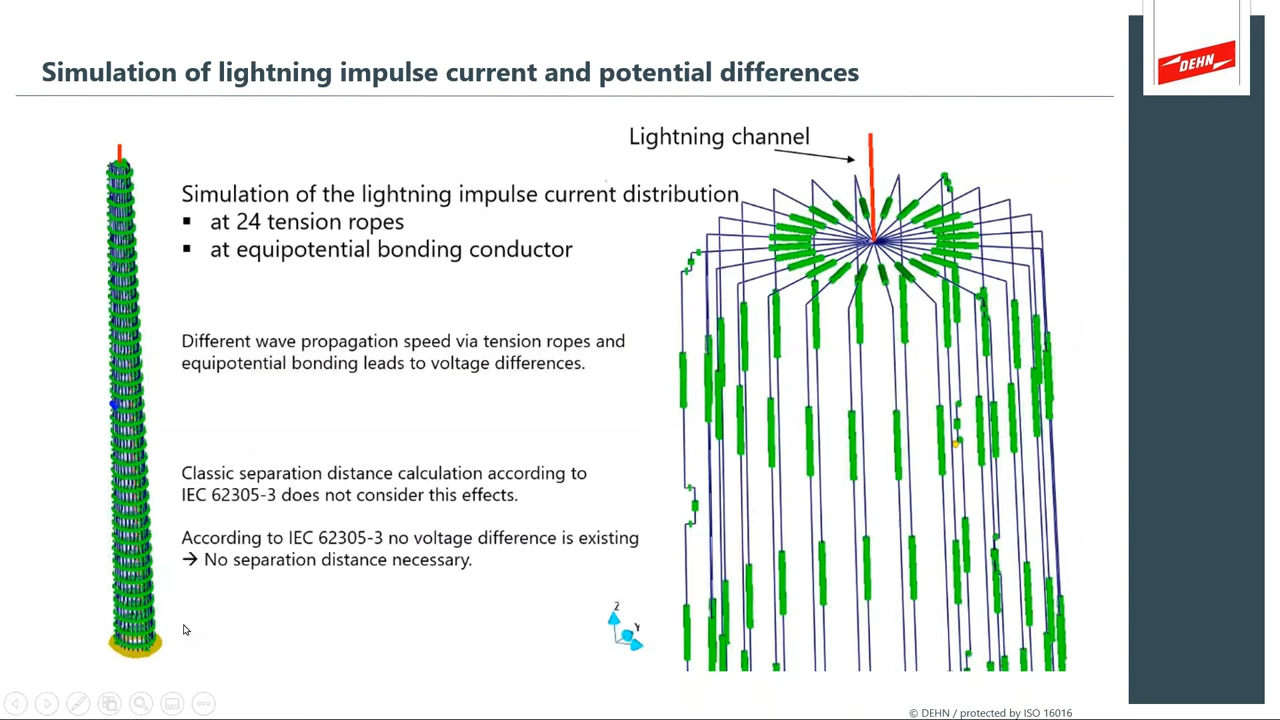 Simulation of lightning impulse current and potential differences
DEHN
Lightning channel
Simulation of the lightning impulse current distribution
▪ at 24 tension ropes
▪ at equipotential bonding conductor
Different wave propagation speed via tension ropes and
equipotential bonding leads to voltage differences.
Classic separation distance calculation according to
IEC 62305-3 does not consider this effects.
According to IEC 62305-3 no voltage difference is existing
→ No separation distance necessary.
Z
Y
© DEHN / protected by ISO 16016